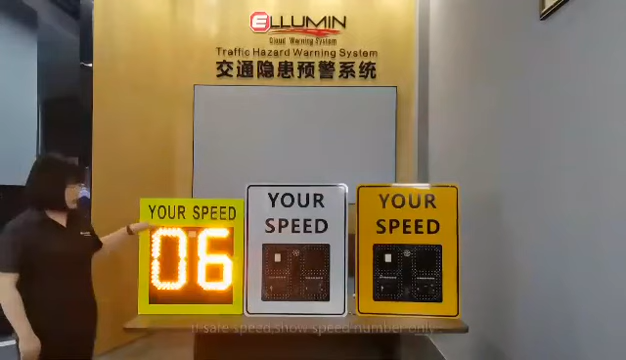 ELLUMIN
Cloud Warning System
Traffic Hazard Warning System
交通隐患预警系统
YOUR SPEED
06
YOUR
SPEED
YOUR
SPEED
safe speed show speed number only